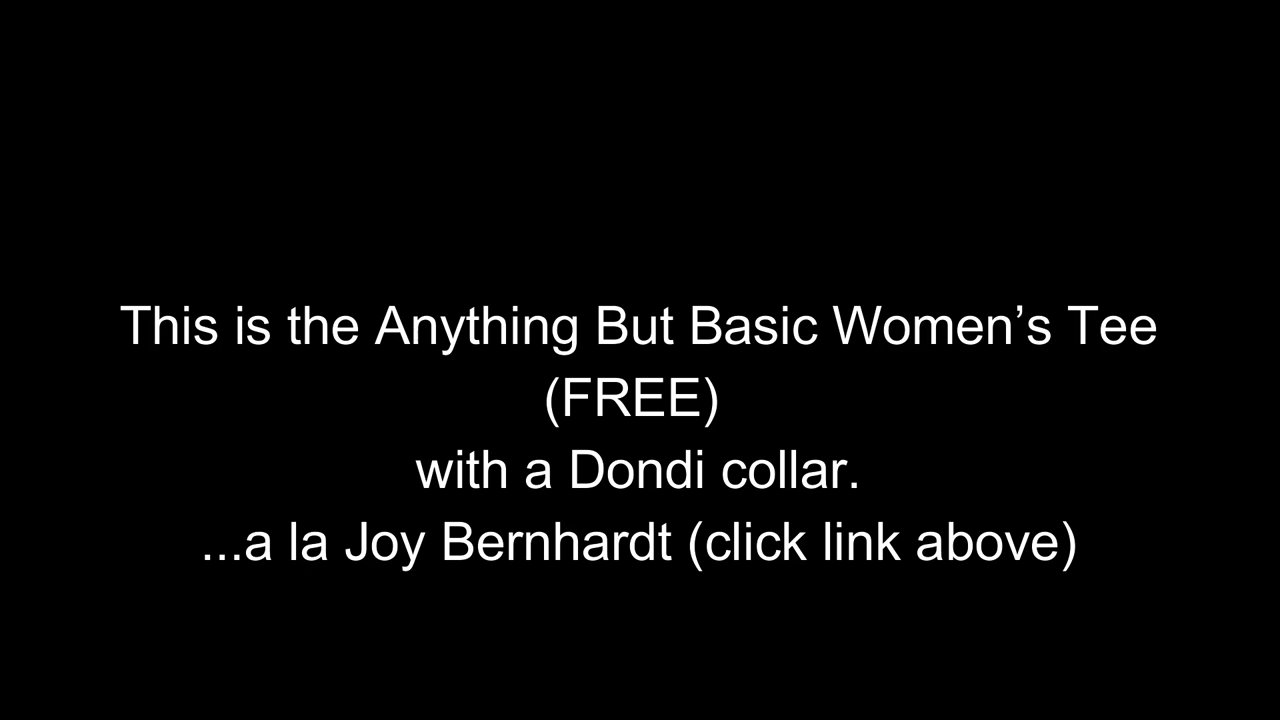 This is the Anything But Basic Women’s Tee
(FREE)
with a Dondi collar.
...a la Joy Bernhardt (click link above)